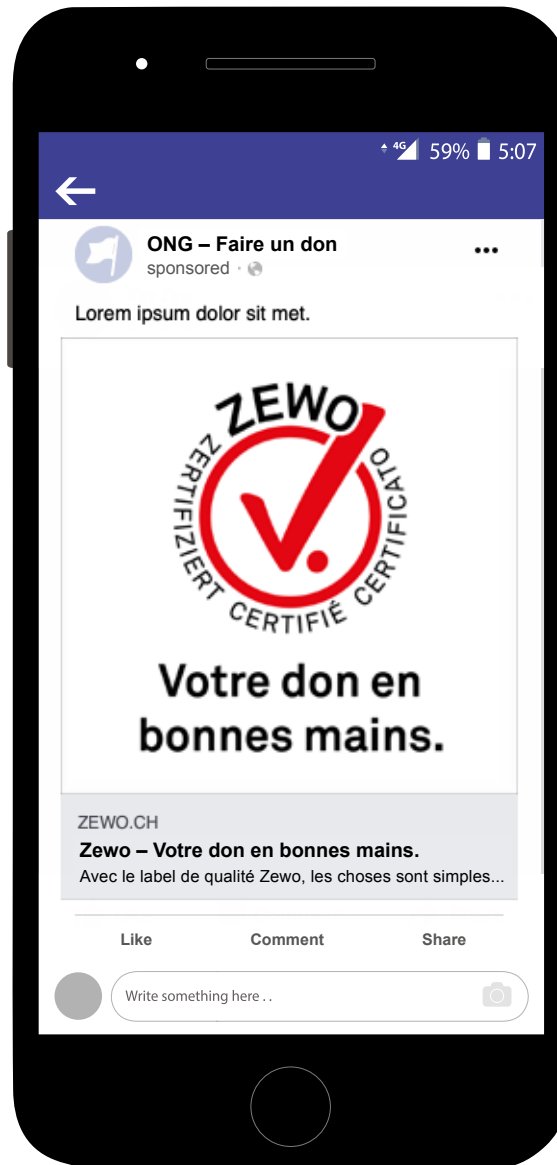 4G 59% 5:07
ONG – Faire un don
•••
sponsored ·
Lorem ipsum dolor sit met.
ZEWO
ZERTIFIZIERT CERTIFIÉ CERTIFICATO
Votre don en
bonnes mains.
ZEWO.CH
Zewo – Votre don en bonnes mains.
Avec le label de qualité Zewo, les choses sont simples...
Like Comment Share
Write something here . .